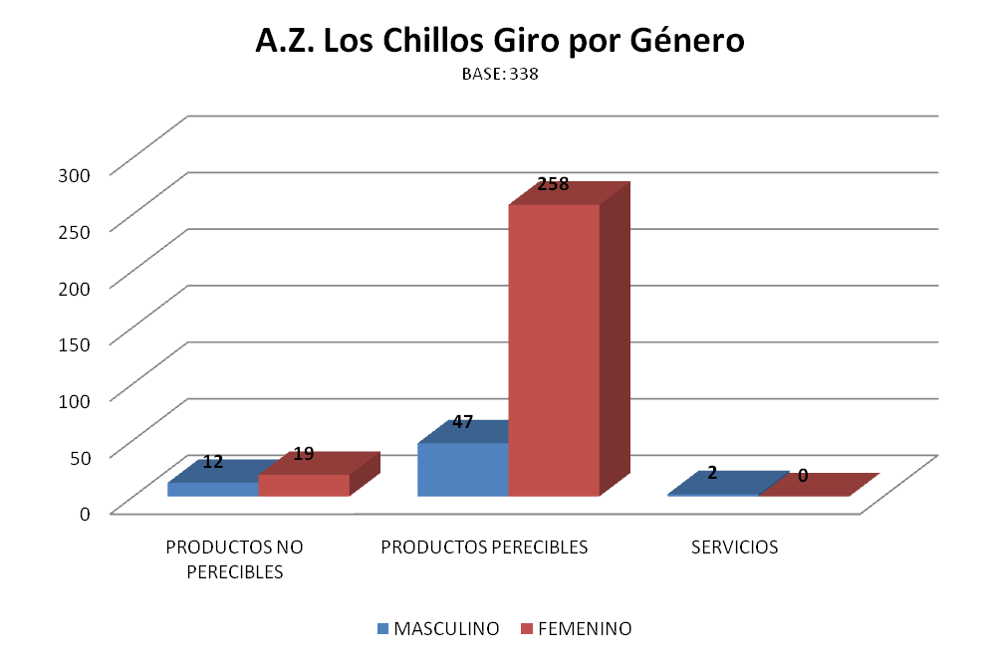 A.Z. Los Chillos Giro por Género
BASE: 338
300
250
200
150
100
50
0
12
19
47
258
2
0
PRODUCTOS NO
PERECIBLES
PRODUCTOS PERECIBLES
SERVICIOS
MASCULINO
FEMENINO